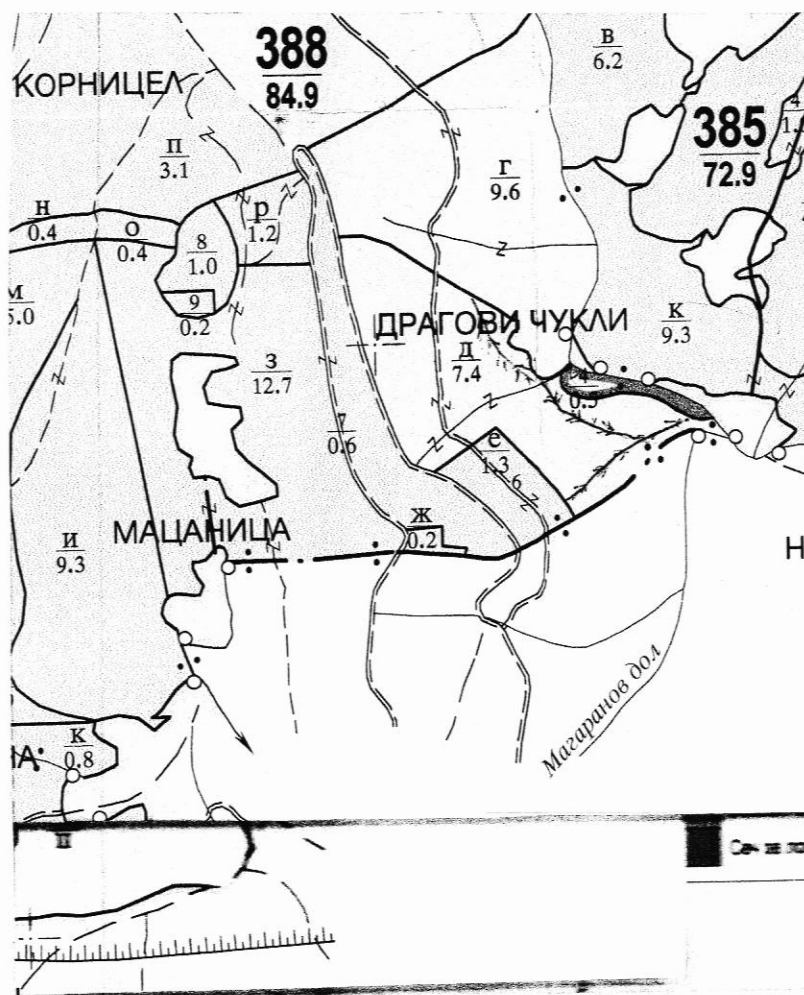 388
84.9
В
6.2
КОРНИЦЕЛ
385
72.9
П
3.1
Г
9.6
Н
0.4
О
0.4
Р
1.2
8
1.0
9
0.2
К
9.3
ДРАГОВИ ЧУКЛИ
З
12.7
Д
7.4
7
0.6
е
1.3
6
Ж
0.2
МАЦАНИЦА
И
9.3
Н
Магаранов дол
К
0.8